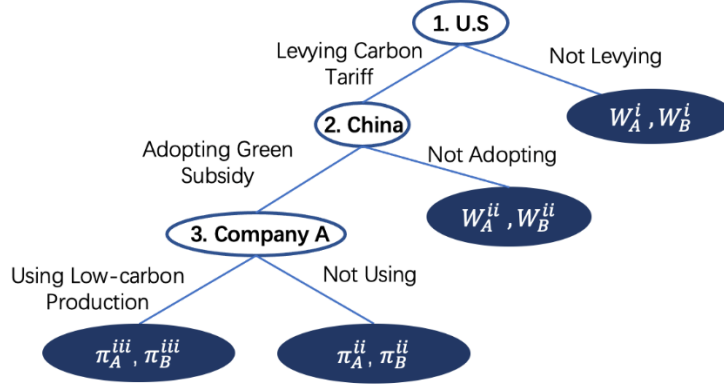 1. U.S
Levying Carbon
Tariff
Not Levying
W_A^i, W_B^i
2. China
Adopting Green
Subsidy
Not Adopting
W_A^{ii}, W_B^{ii}
3. Company A
Using Low-carbon
Production
Not Using
π_A^{iii}, π_B^{iii}
π_A^{ii}, π_B^{ii}